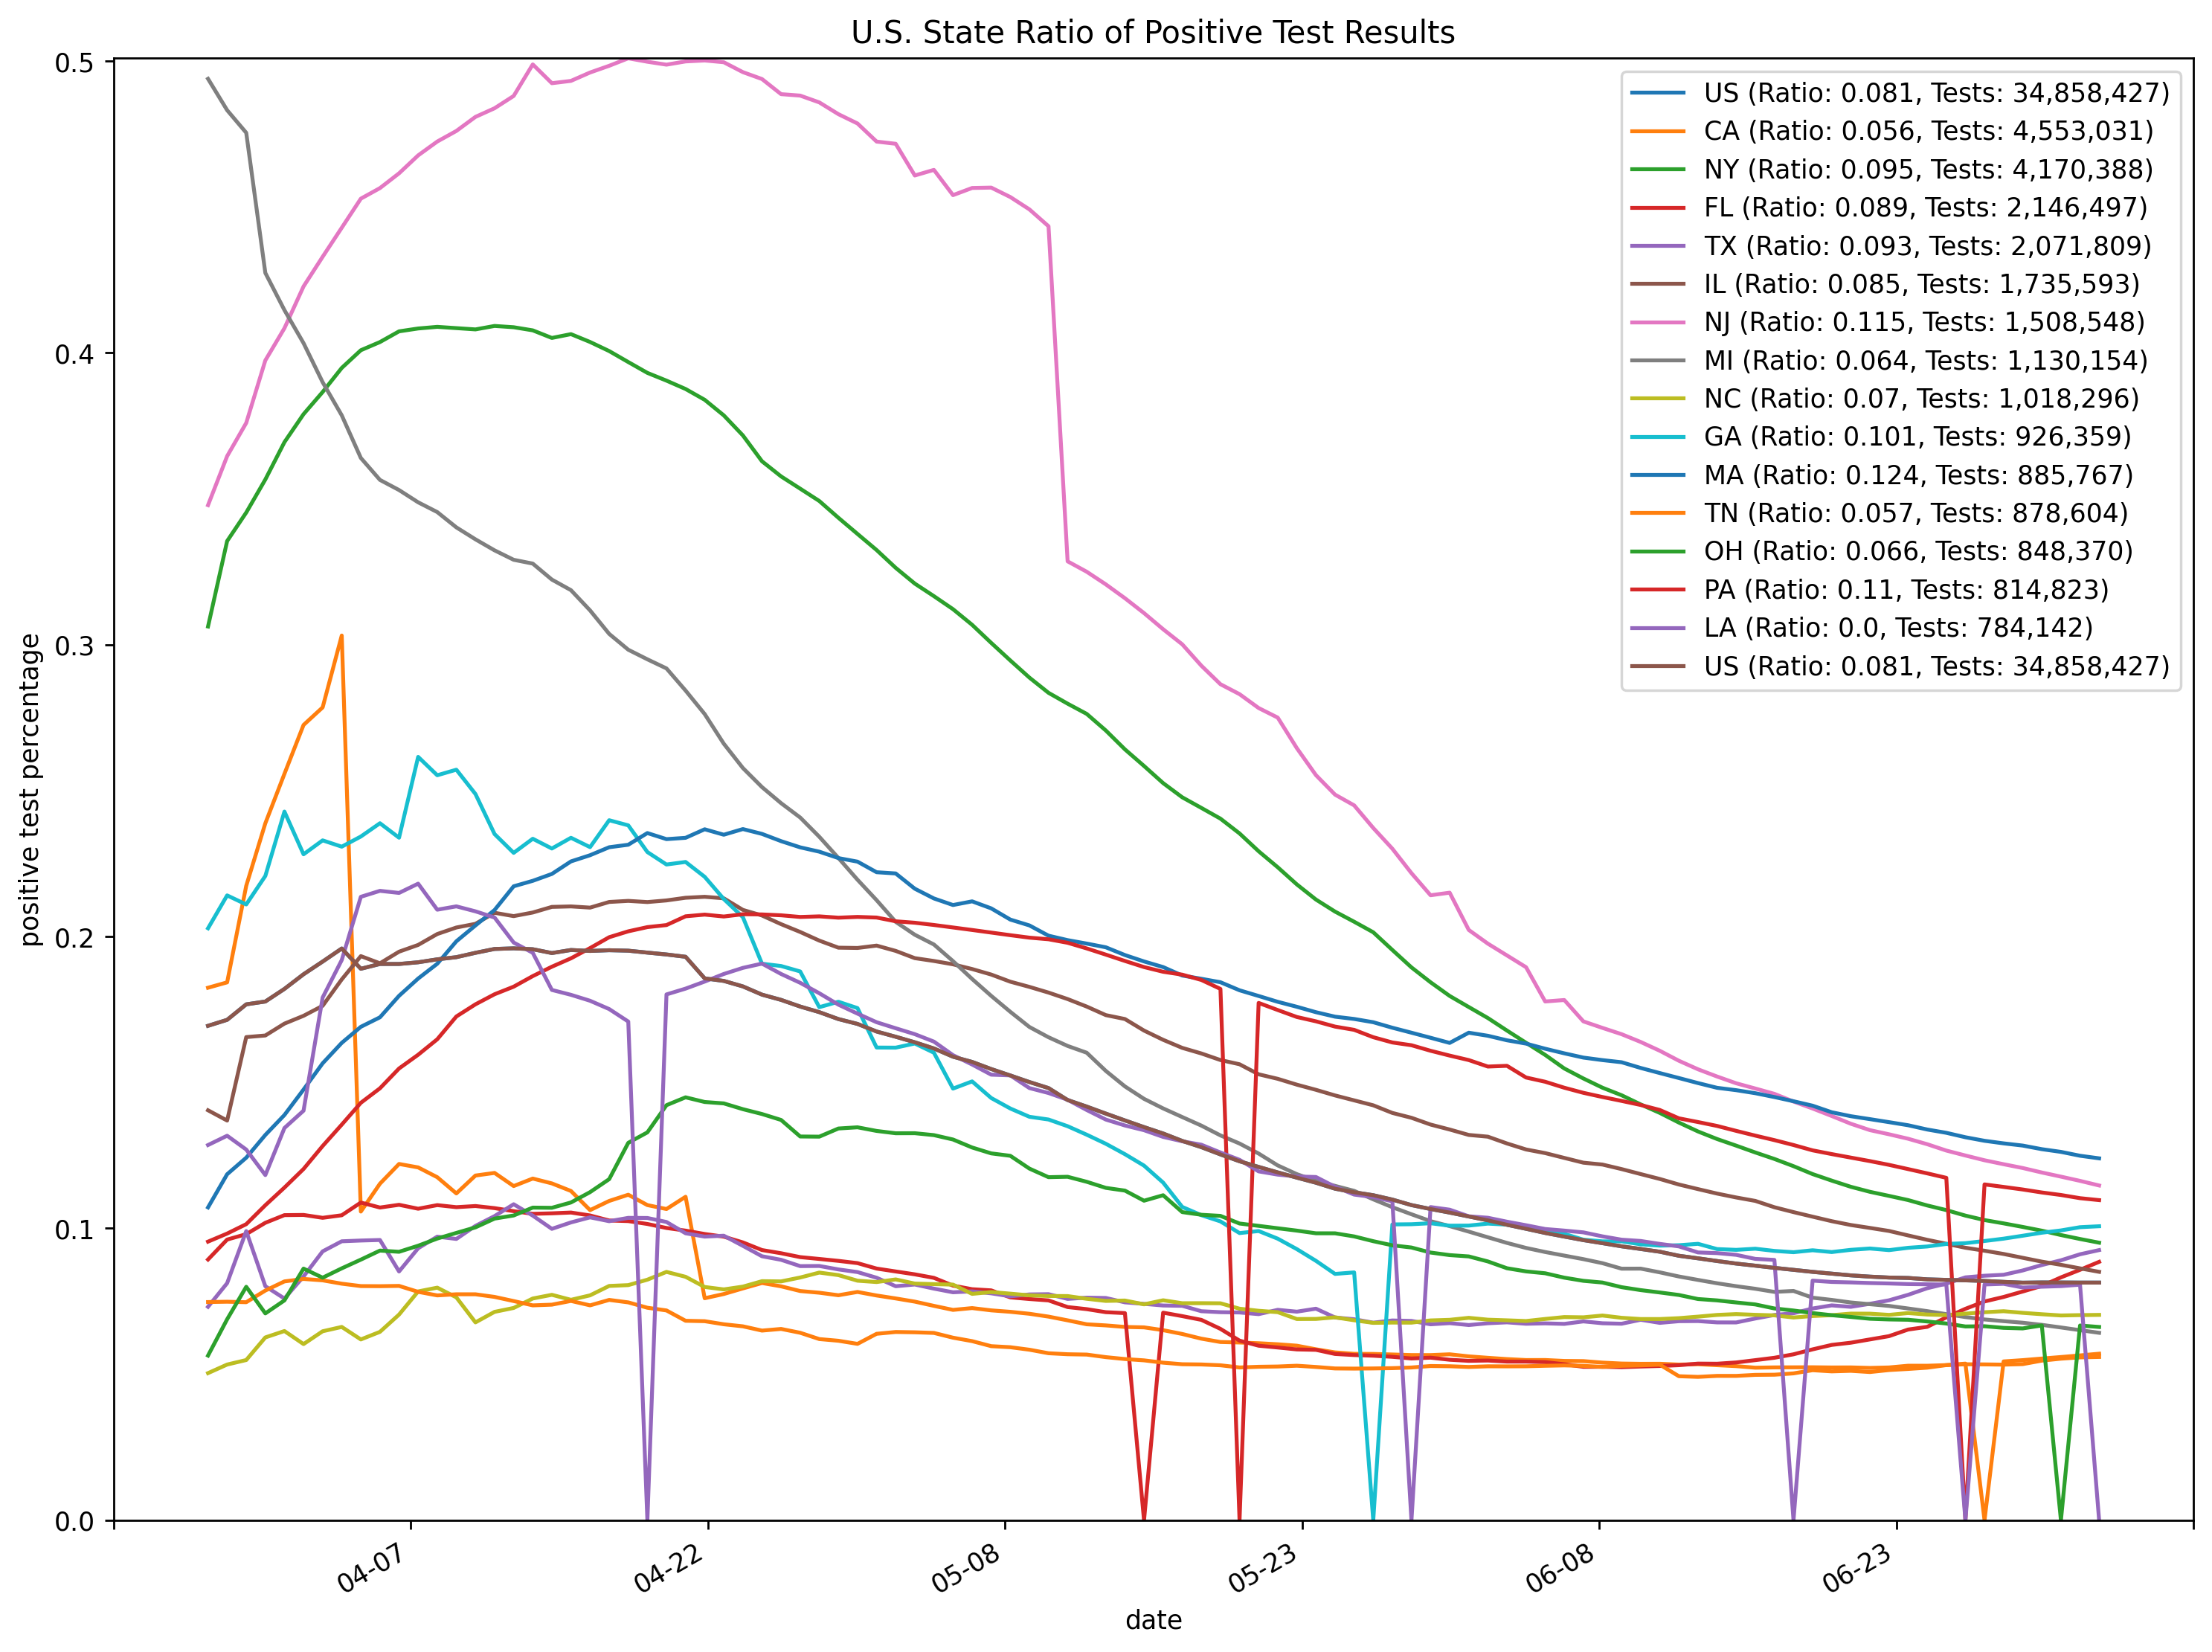 U.S. State Ratio of Positive Test Results
0.5
0.4
0.3
0.2
0.1
0.0
positive test percentage
US (Ratio: 0.081, Tests: 34,858,427)
CA (Ratio: 0.056, Tests: 4,553,031)
NY (Ratio: 0.095, Tests: 4,170,388)
FL (Ratio: 0.089, Tests: 2,146,497)
TX (Ratio: 0.093, Tests: 2,071,809)
IL (Ratio: 0.085, Tests: 1,735,593)
NJ (Ratio: 0.115, Tests: 1,508,548)
MI (Ratio: 0.064, Tests: 1,130,154)
NC (Ratio: 0.07, Tests: 1,018,296)
GA (Ratio: 0.101, Tests: 926,359)
MA (Ratio: 0.124, Tests: 885,767)
TN (Ratio: 0.057, Tests: 878,604)
OH (Ratio: 0.066, Tests: 848,370)
PA (Ratio: 0.11, Tests: 814,823)
LA (Ratio: 0.0, Tests: 784,142)
US (Ratio: 0.081, Tests: 34,858,427)
04-07
04-22
05-08
05-23
06-08
06-23
date